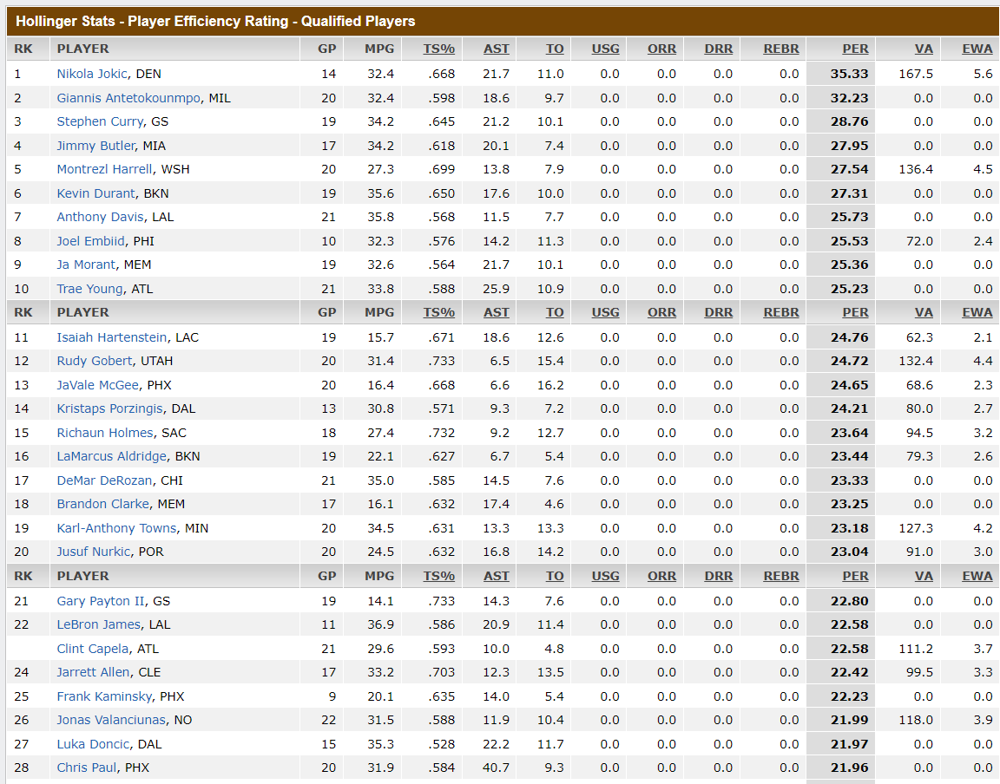 Hollinger Stats - Player Efficiency Rating - Qualified Players
RK PLAYER GP MPG TS% AST TO USG ORR DRR REBR PER VA EWA
1 Nikola Jokic, DEN 14 32.4 .668 21.7 11.0 0.0 0.0 0.0 0.0 35.33 167.5 5.6
2 Giannis Antetokounmpo, MIL 20 32.4 .598 18.6 9.7 0.0 0.0 0.0 0.0 32.23 0.0 0.0
3 Stephen Curry, GS 19 34.2 .645 21.2 10.1 0.0 0.0 0.0 0.0 28.76 0.0 0.0
4 Jimmy Butler, MIA 17 34.2 .618 20.1 7.4 0.0 0.0 0.0 0.0 27.95 0.0 0.0
5 Montrezl Harrell, WSH 20 27.3 .699 13.8 7.9 0.0 0.0 0.0 0.0 27.54 136.4 4.5
6 Kevin Durant, BKN 19 35.6 .650 17.6 10.0 0.0 0.0 0.0 0.0 27.31 0.0 0.0
7 Anthony Davis, LAL 21 35.8 .568 11.5 7.7 0.0 0.0 0.0 0.0 25.73 0.0 0.0
8 Joel Embiid, PHI 10 32.3 .576 14.2 11.3 0.0 0.0 0.0 0.0 25.53 72.0 2.4
9 Ja Morant, MEM 19 32.6 .564 21.7 10.1 0.0 0.0 0.0 0.0 25.36 0.0 0.0
10 Trae Young, ATL 21 33.8 .588 25.9 10.9 0.0 0.0 0.0 0.0 25.23 0.0 0.0
RK PLAYER GP MPG TS% AST TO USG ORR DRR REBR PER VA EWA
11 Isaiah Hartenstein, LAC 19 15.7 .671 18.6 12.6 0.0 0.0 0.0 0.0 24.76 62.3 2.1
12 Rudy Gobert, UTAH 20 31.4 .733 6.5 15.4 0.0 0.0 0.0 0.0 24.72 132.4 4.4
13 JaVale McGee, PHX 20 16.4 .668 6.6 16.2 0.0 0.0 0.0 0.0 24.65 68.6 2.3
14 Kristaps Porzingis, DAL 13 30.8 .571 9.3 7.2 0.0 0.0 0.0 0.0 24.21 80.0 2.7
15 Richaun Holmes, SAC 18 27.4 .732 9.2 12.7 0.0 0.0 0.0 0.0 23.64 94.5 3.2
16 LaMarcus Aldridge, BKN 19 22.1 .627 6.7 5.4 0.0 0.0 0.0 0.0 23.44 79.3 2.6
17 DeMar DeRozan, CHI 21 35.0 .585 14.5 7.6 0.0 0.0 0.0 0.0 23.33 0.0 0.0
18 Brandon Clarke, MEM 17 16.1 .632 17.4 4.6 0.0 0.0 0.0 0.0 23.25 0.0 0.0
19 Karl-Anthony Towns, MIN 20 34.5 .631 13.3 13.3 0.0 0.0 0.0 0.0 23.18 127.3 4.2
20 Jusuf Nurkic, POR 20 24.5 .632 16.8 14.2 0.0 0.0 0.0 0.0 23.04 91.0 3.0
RK PLAYER GP MPG TS% AST TO USG ORR DRR REBR PER VA EWA
21 Gary Payton II, GS 19 14.1 .733 14.3 7.6 0.0 0.0 0.0 0.0 22.80 0.0 0.0
22 LeBron James, LAL 11 36.9 .586 20.9 11.4 0.0 0.0 0.0 0.0 22.58 0.0 0.0
Clint Capela, ATL 21 29.6 .593 10.0 4.8 0.0 0.0 0.0 0.0 22.58 111.2 3.7
24 Jarrett Allen, CLE 17 33.2 .703 12.3 13.5 0.0 0.0 0.0 0.0 22.42 99.5 3.3
25 Frank Kaminsky, PHX 9 20.1 .635 14.0 5.4 0.0 0.0 0.0 0.0 22.23 0.0 0.0
26 Jonas Valanciunas, NO 22 31.5 .588 11.9 10.4 0.0 0.0 0.0 0.0 21.99 118.0 3.9
27 Luka Doncic, DAL 15 35.3 .528 22.2 11.7 0.0 0.0 0.0 0.0 21.97 0.0 0.0
28 Chris Paul, PHX 20 31.9 .584 40.7 9.3 0.0 0.0 0.0 0.0 21.96 0.0 0.0